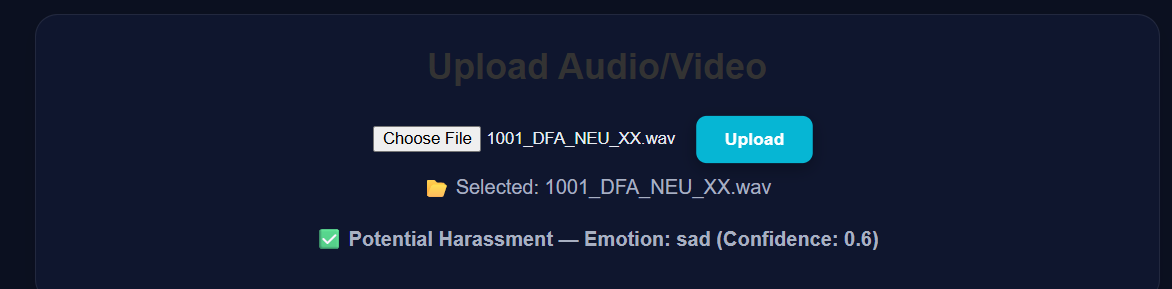 Upload Audio/Video
Choose File 1001_DFA_NEU_XX.wav Upload
📂 Selected: 1001_DFA_NEU_XX.wav
✅ Potential Harassment — Emotion: sad (Confidence: 0.6)